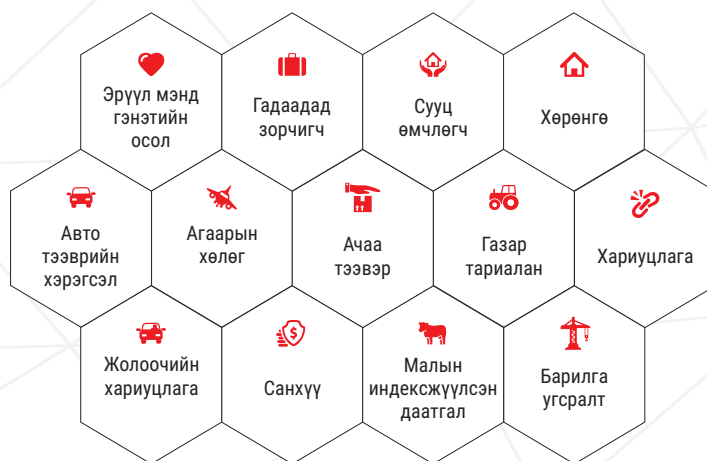 Эрүүл мэнд
гэнэтийн
осол
Гадаадад
зорчигч
Сууц
өмчлөгч
Хөрөнгө
Авто
тээврийн
хэрэгсэл
Агаарын
хөлөг
Ачаа
тээвэр
Газар
тариалан
Хариуцлага
Жолоочийн
хариуцлага
Санхүү
Малын
индексжүүлсэн
даатгал
Барилга
угсралт